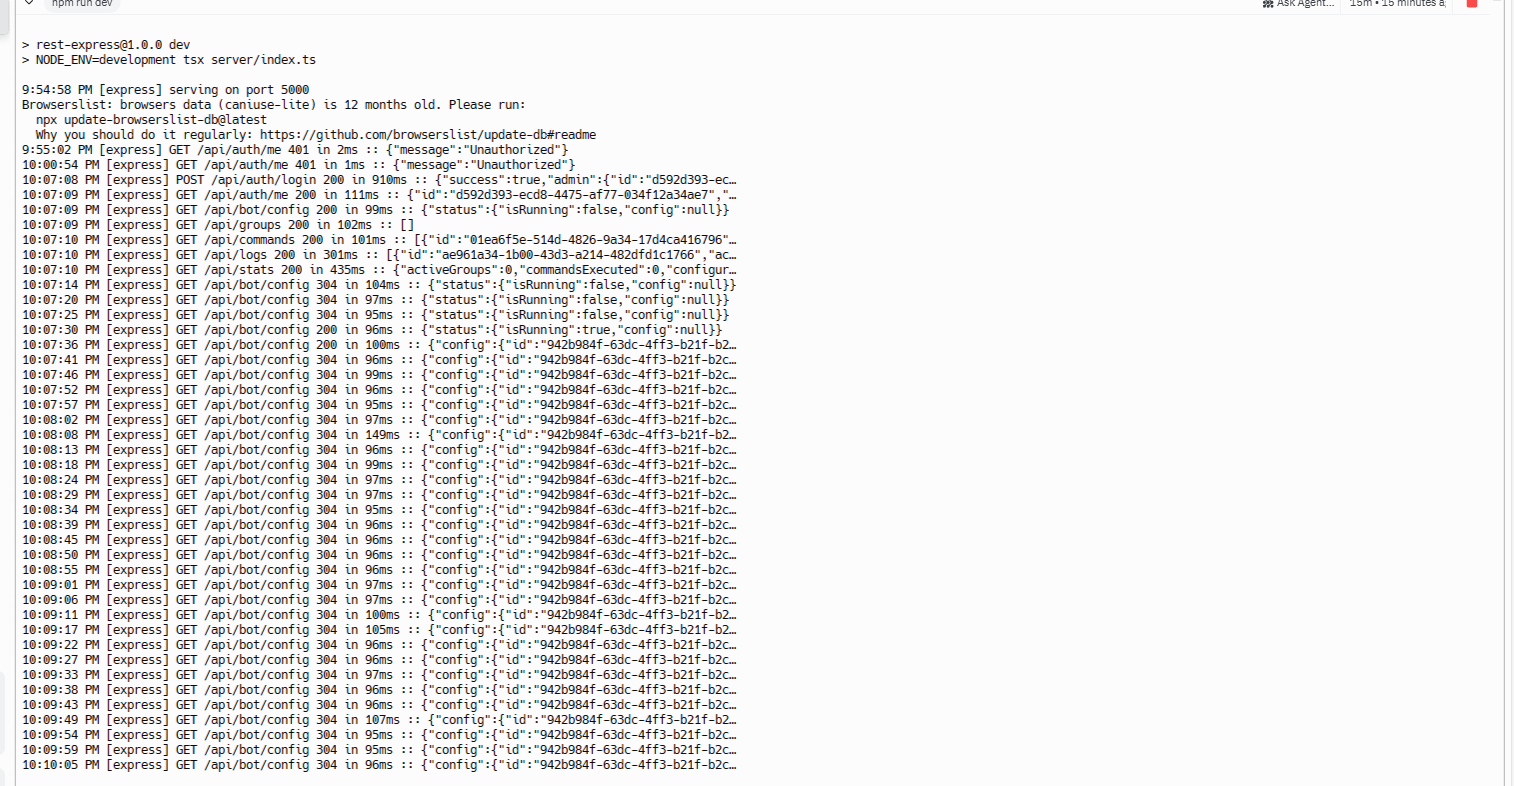 npm run dev
Ask Agent... 15m • 15 minutes a
> rest-express@1.0.0 dev
> NODE_ENV=development tsx server/index.ts
9:54:58 PM [express] serving on port 5000
Browserslist: browsers data (caniuse-lite) is 12 months old. Please run:
npx update-browserslist-db@latest
Why you should do it regularly: https://github.com/browserslist/update-db#readme
9:55:02 PM [express] GET /api/auth/me 401 in 2ms :: {"message":"Unauthorized"}
10:00:54 PM [express] GET /api/auth/me 401 in 1ms :: {"message":"Unauthorized"}
10:07:08 PM [express] POST /api/auth/login 200 in 910ms :: {"success":true,"admin":{"id":"d592d393-ec…
10:07:09 PM [express] GET /api/auth/me 200 in 111ms :: {"id":"d592d393-ecd8-4475-af77-034f12a34ae7","…
10:07:09 PM [express] GET /api/bot/config 200 in 99ms :: {"status":{"isRunning":false,"config":null}}
10:07:09 PM [express] GET /api/groups 200 in 102ms :: []
10:07:10 PM [express] GET /api/commands 200 in 101ms :: [{"id":"01ea6f5e-514d-4826-9a34-17d4ca416796"…
10:07:10 PM [express] GET /api/logs 200 in 301ms :: [{"id":"ae961a34-1b00-43d3-a214-482dfd1c1766","ac…
10:07:10 PM [express] GET /api/stats 200 in 435ms :: {"activeGroups":0,"commandsExecuted":0,"configur…
10:07:14 PM [express] GET /api/bot/config 304 in 104ms :: {"status":{"isRunning":false,"config":null}}
10:07:20 PM [express] GET /api/bot/config 304 in 97ms :: {"status":{"isRunning":false,"config":null}}
10:07:25 PM [express] GET /api/bot/config 304 in 95ms :: {"status":{"isRunning":false,"config":null}}
10:07:30 PM [express] GET /api/bot/config 200 in 96ms :: {"status":{"isRunning":true,"config":null}}
10:07:36 PM [express] GET /api/bot/config 200 in 100ms :: {"config":{"id":"942b984f-63dc-4ff3-b21f-b2…
10:07:41 PM [express] GET /api/bot/config 304 in 96ms :: {"config":{"id":"942b984f-63dc-4ff3-b21f-b2c…
10:07:46 PM [express] GET /api/bot/config 304 in 99ms :: {"config":{"id":"942b984f-63dc-4ff3-b21f-b2c…
10:07:52 PM [express] GET /api/bot/config 304 in 96ms :: {"config":{"id":"942b984f-63dc-4ff3-b21f-b2c…
10:07:57 PM [express] GET /api/bot/config 304 in 95ms :: {"config":{"id":"942b984f-63dc-4ff3-b21f-b2c…
10:08:02 PM [express] GET /api/bot/config 304 in 97ms :: {"config":{"id":"942b984f-63dc-4ff3-b21f-b2c…
10:08:08 PM [express] GET /api/bot/config 304 in 149ms :: {"config":{"id":"942b984f-63dc-4ff3-b21f-b2…
10:08:13 PM [express] GET /api/bot/config 304 in 96ms :: {"config":{"id":"942b984f-63dc-4ff3-b21f-b2c…
10:08:18 PM [express] GET /api/bot/config 304 in 99ms :: {"config":{"id":"942b984f-63dc-4ff3-b21f-b2c…
10:08:24 PM [express] GET /api/bot/config 304 in 97ms :: {"config":{"id":"942b984f-63dc-4ff3-b21f-b2c…
10:08:29 PM [express] GET /api/bot/config 304 in 97ms :: {"config":{"id":"942b984f-63dc-4ff3-b21f-b2c…
10:08:34 PM [express] GET /api/bot/config 304 in 95ms :: {"config":{"id":"942b984f-63dc-4ff3-b21f-b2c…
10:08:39 PM [express] GET /api/bot/config 304 in 96ms :: {"config":{"id":"942b984f-63dc-4ff3-b21f-b2c…
10:08:45 PM [express] GET /api/bot/config 304 in 96ms :: {"config":{"id":"942b984f-63dc-4ff3-b21f-b2c…
10:08:50 PM [express] GET /api/bot/config 304 in 96ms :: {"config":{"id":"942b984f-63dc-4ff3-b21f-b2c…
10:08:55 PM [express] GET /api/bot/config 304 in 96ms :: {"config":{"id":"942b984f-63dc-4ff3-b21f-b2c…
10:09:01 PM [express] GET /api/bot/config 304 in 97ms :: {"config":{"id":"942b984f-63dc-4ff3-b21f-b2c…
10:09:06 PM [express] GET /api/bot/config 304 in 97ms :: {"config":{"id":"942b984f-63dc-4ff3-b21f-b2c…
10:09:11 PM [express] GET /api/bot/config 304 in 100ms :: {"config":{"id":"942b984f-63dc-4ff3-b21f-b2…
10:09:17 PM [express] GET /api/bot/config 304 in 105ms :: {"config":{"id":"942b984f-63dc-4ff3-b21f-b2…
10:09:22 PM [express] GET /api/bot/config 304 in 96ms :: {"config":{"id":"942b984f-63dc-4ff3-b21f-b2c…
10:09:27 PM [express] GET /api/bot/config 304 in 96ms :: {"config":{"id":"942b984f-63dc-4ff3-b21f-b2c…
10:09:33 PM [express] GET /api/bot/config 304 in 97ms :: {"config":{"id":"942b984f-63dc-4ff3-b21f-b2c…
10:09:38 PM [express] GET /api/bot/config 304 in 96ms :: {"config":{"id":"942b984f-63dc-4ff3-b21f-b2c…
10:09:43 PM [express] GET /api/bot/config 304 in 96ms :: {"config":{"id":"942b984f-63dc-4ff3-b21f-b2c…
10:09:49 PM [express] GET /api/bot/config 304 in 107ms :: {"config":{"id":"942b984f-63dc-4ff3-b21f-b2…
10:09:54 PM [express] GET /api/bot/config 304 in 95ms :: {"config":{"id":"942b984f-63dc-4ff3-b21f-b2c…
10:09:59 PM [express] GET /api/bot/config 304 in 95ms :: {"config":{"id":"942b984f-63dc-4ff3-b21f-b2c…
10:10:05 PM [express] GET /api/bot/config 304 in 96ms :: {"config":{"id":"942b984f-63dc-4ff3-b21f-b2c…